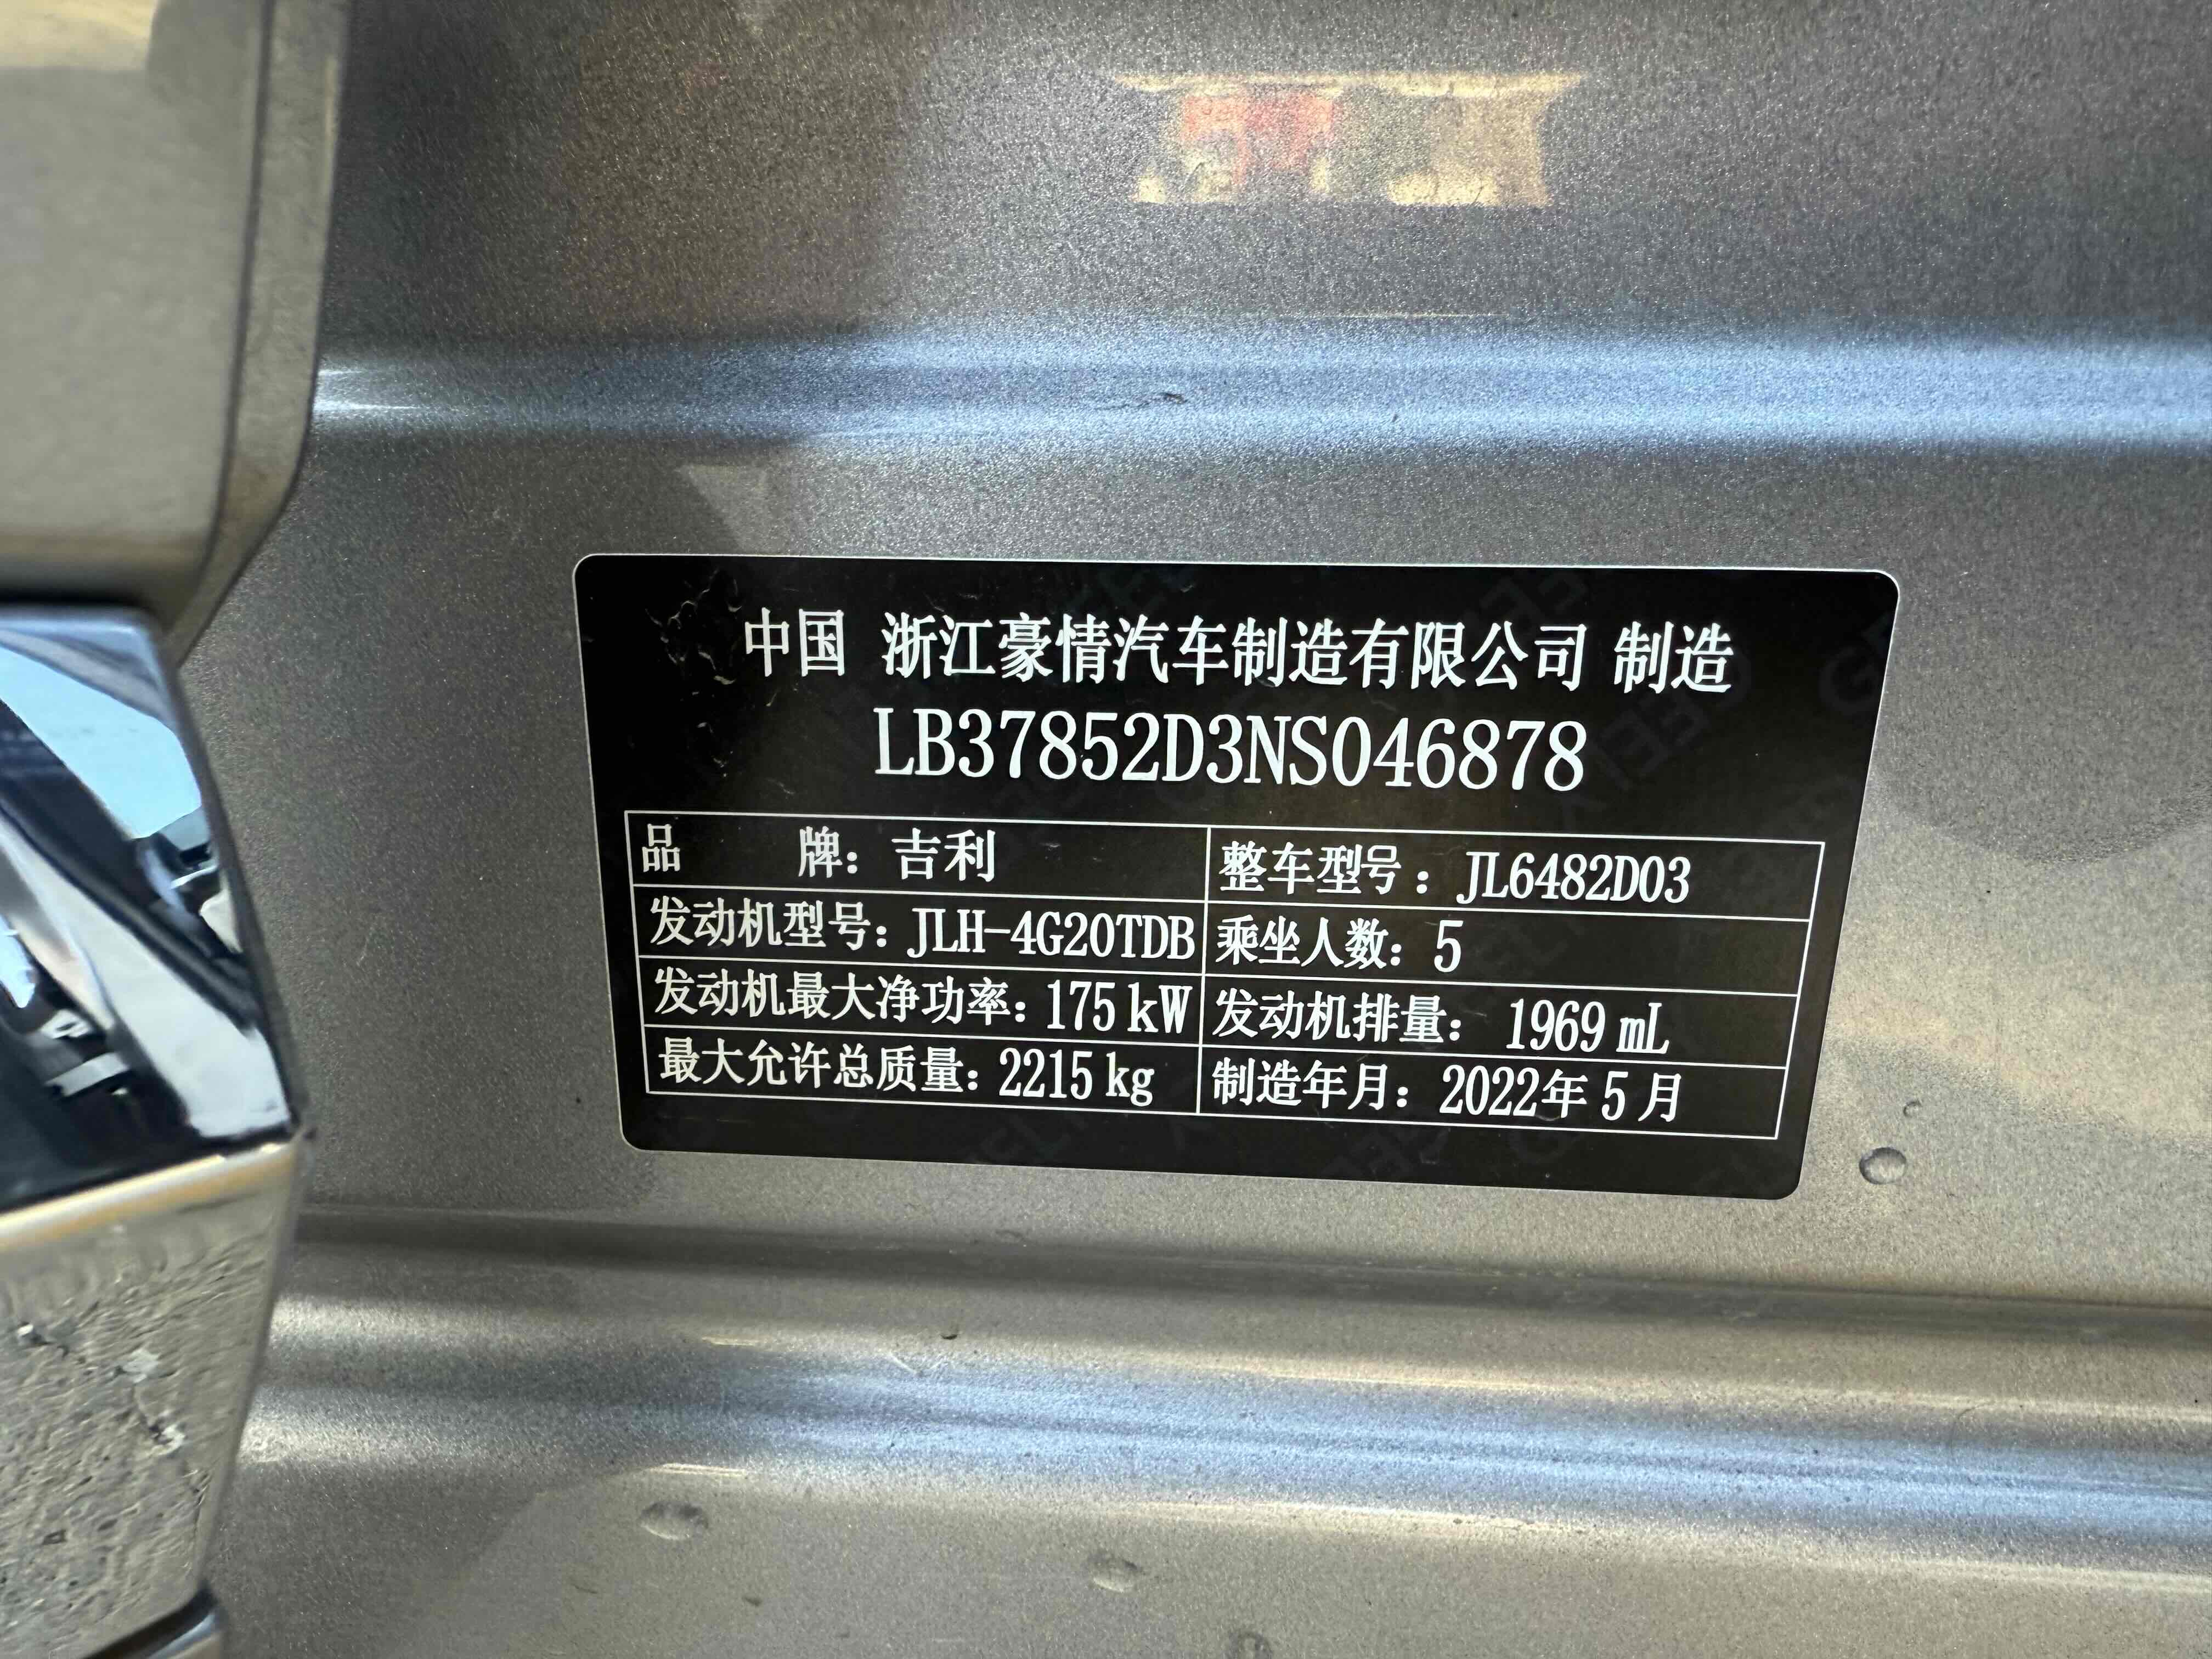 中国 浙江豪情汽车制造有限公司 制造
LB37852D3NS046878
品 牌：吉利 整车型号：JL6482D03
发动机型号：JLH-4G20TDB 乘坐人数：5
发动机最大净功率：175 kW 发动机排量：1969 mL
最大允许总质量：2215 kg 制造年月：2022年 5 月